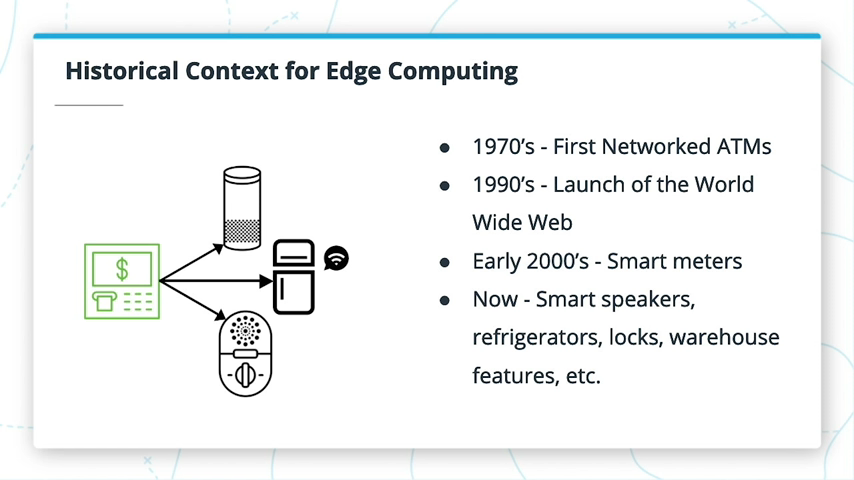 Historical Context for Edge Computing
$
● 1970’s - First Networked ATMs
● 1990’s - Launch of the World
Wide Web
● Early 2000’s - Smart meters
● Now - Smart speakers,
refrigerators, locks, warehouse
features, etc.